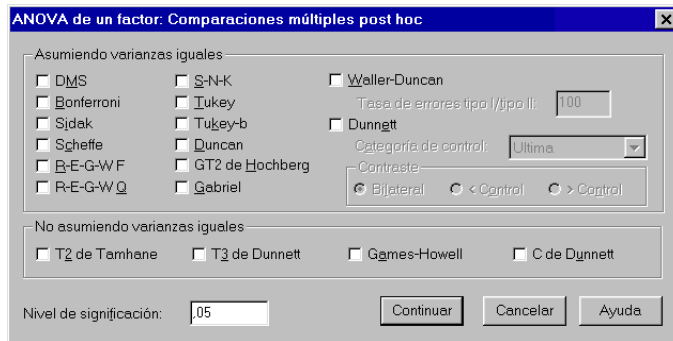 ANOVA de un factor: Comparaciones múltiples post hoc
Asumiendo varianzas iguales
DMS
Bonferroni
Sidak
Scheffe
R-E-G-W F
R-E-G-W Q
S-N-K
Tukey
Tukey-b
Duncan
GT2 de Hochberg
Gabriel
Waller-Duncan
Tasa de errores tipo I/tipo II: 100
Dunnett
Categoría de control: Ultima
Contraste
Bilateral < Control > Control
No asumiendo varianzas iguales
T2 de Tamhane T3 de Dunnett Games-Howell C de Dunnett
Nivel de significación: ,05
Continuar Cancelar Ayuda